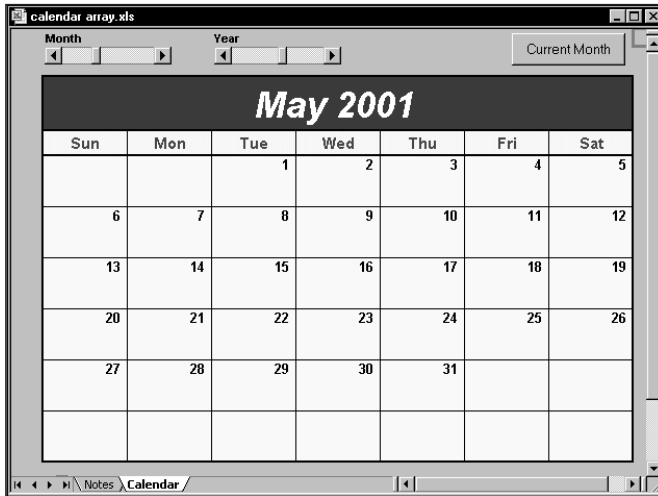 calendar array.xls
Month Year Current Month
May 2001
Sun Mon Tue Wed Thu Fri Sat
1 2 3 4 5
6 7 8 9 10 11 12
13 14 15 16 17 18 19
20 21 22 23 24 25 26
27 28 29 30 31
Notes Calendar